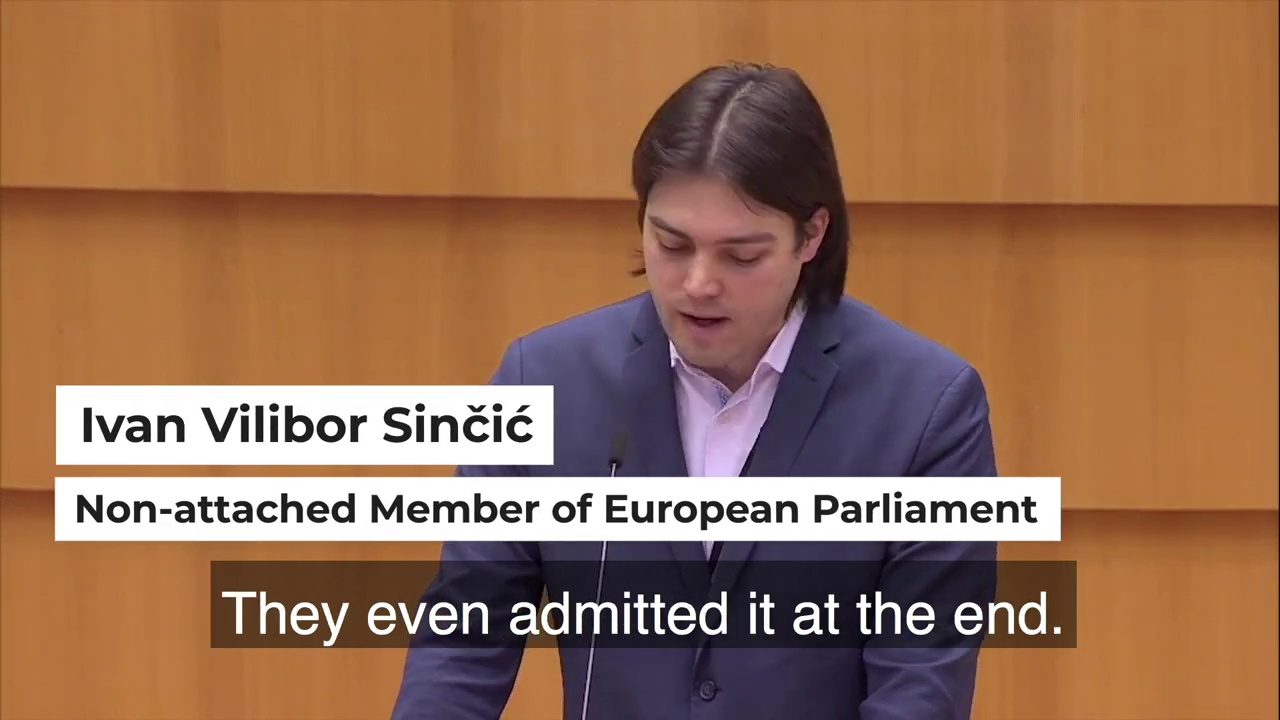 Ivan Vilibor Sinčić
Non-attached Member of European Parliament
They even admitted it at the end.